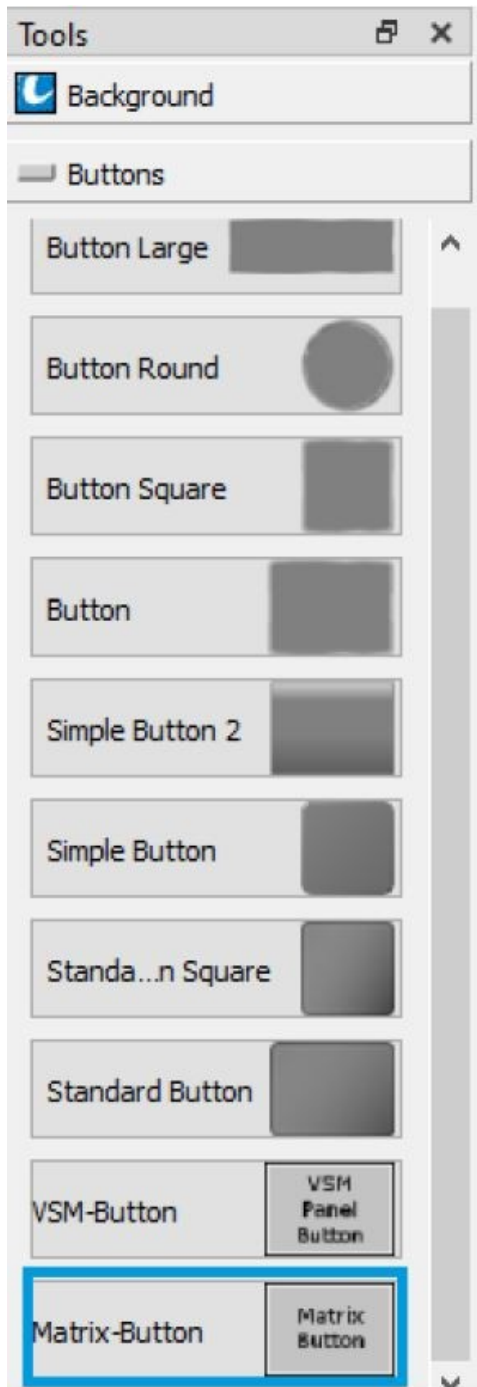 Tools
Background
Buttons
Button Large
Button Round
Button Square
Button
Simple Button 2
Simple Button
Standa...n Square
Standard Button
VSM-Button
VSM
Panel
Button
Matrix-Button
Matrix
Button